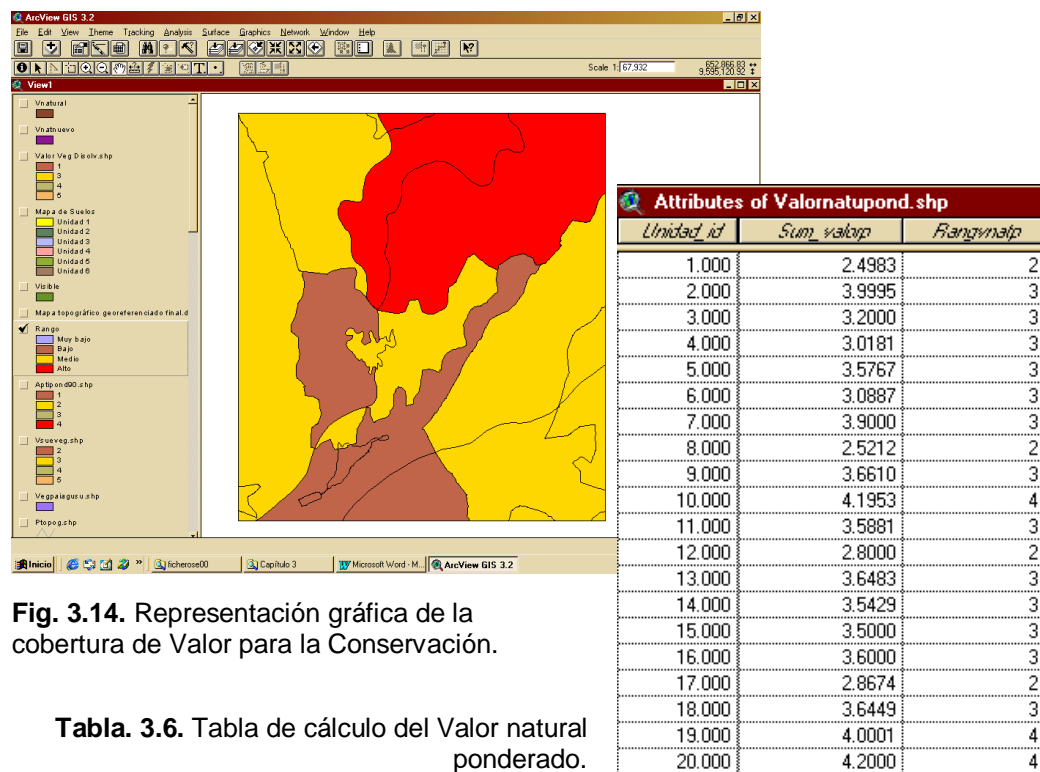 ArcView GIS 3.2
File Edit View Theme Tracking Analysis Surface Graphics Network Window Help
Scale 1: 67,932
652,866.83
9,595,120.92
View1
Vnatural
Vnatnuevo
Valor Veg Disolv.shp
1
3
4
5
Mapa de Suelos
Unidad 1
Unidad 2
Unidad 3
Unidad 4
Unidad 5
Unidad 6
Visible
Mapa topográfico georeferenciado final.d
Rango
Muy bajo
Bajo
Medio
Alto
Aptipond90.shp
1
2
3
4
Vsueveg.shp
2
3
4
5
Vegpaiagusu.shp
Ptopog.shp
Inicio
ficherose00
Capítulo 3
Microsoft Word - M...
ArcView GIS 3.2
Attributes of Valornatupond.shp
Unidad_id Sum_valorp Rangvnatp
1.000 2.4983 2
2.000 3.9995 3
3.000 3.2000 3
4.000 3.0181 3
5.000 3.5767 3
6.000 3.0887 3
7.000 3.9000 3
8.000 2.5212 2
9.000 3.6610 3
10.000 4.1953 4
11.000 3.5881 3
12.000 2.8000 2
13.000 3.6483 3
14.000 3.5429 3
15.000 3.5000 3
16.000 3.6000 3
17.000 2.8674 2
18.000 3.6449 3
19.000 4.0001 4
20.000 4.2000 4
Fig. 3.14. Representación gráfica de la
cobertura de Valor para la Conservación.
Tabla. 3.6. Tabla de cálculo del Valor natural
ponderado.